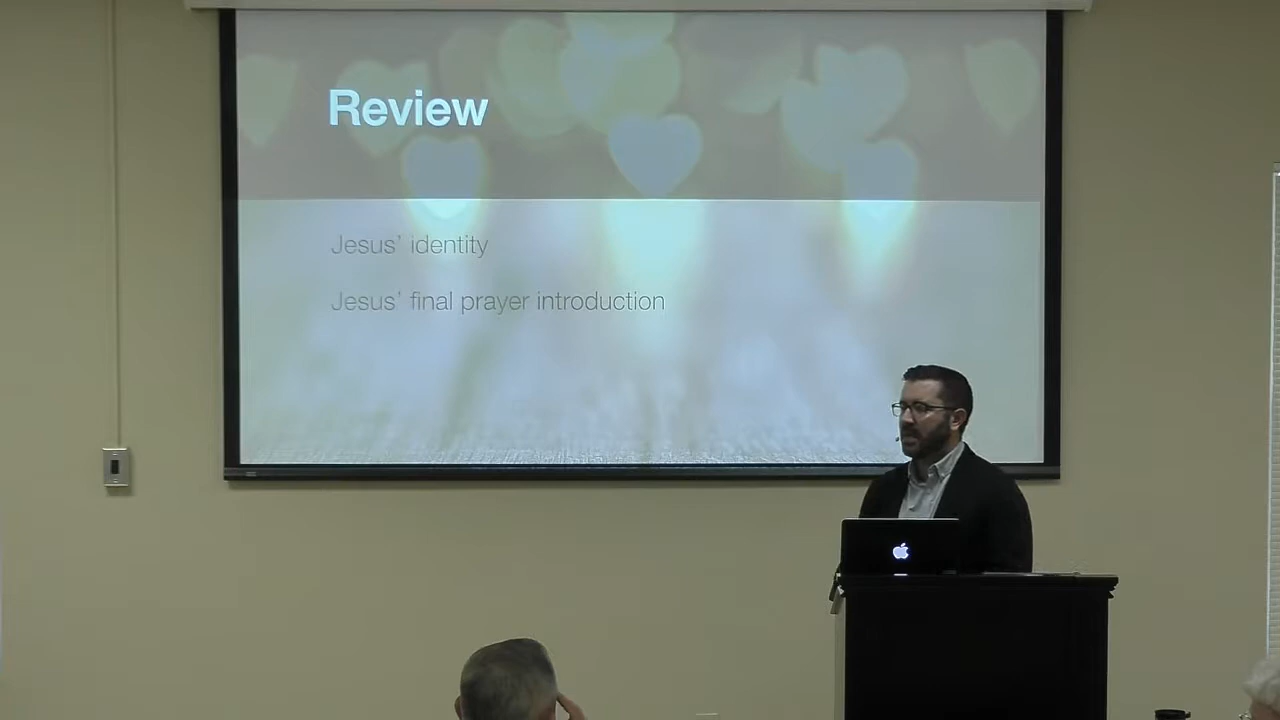 Review
Jesus’ identity
Jesus’ final prayer introduction